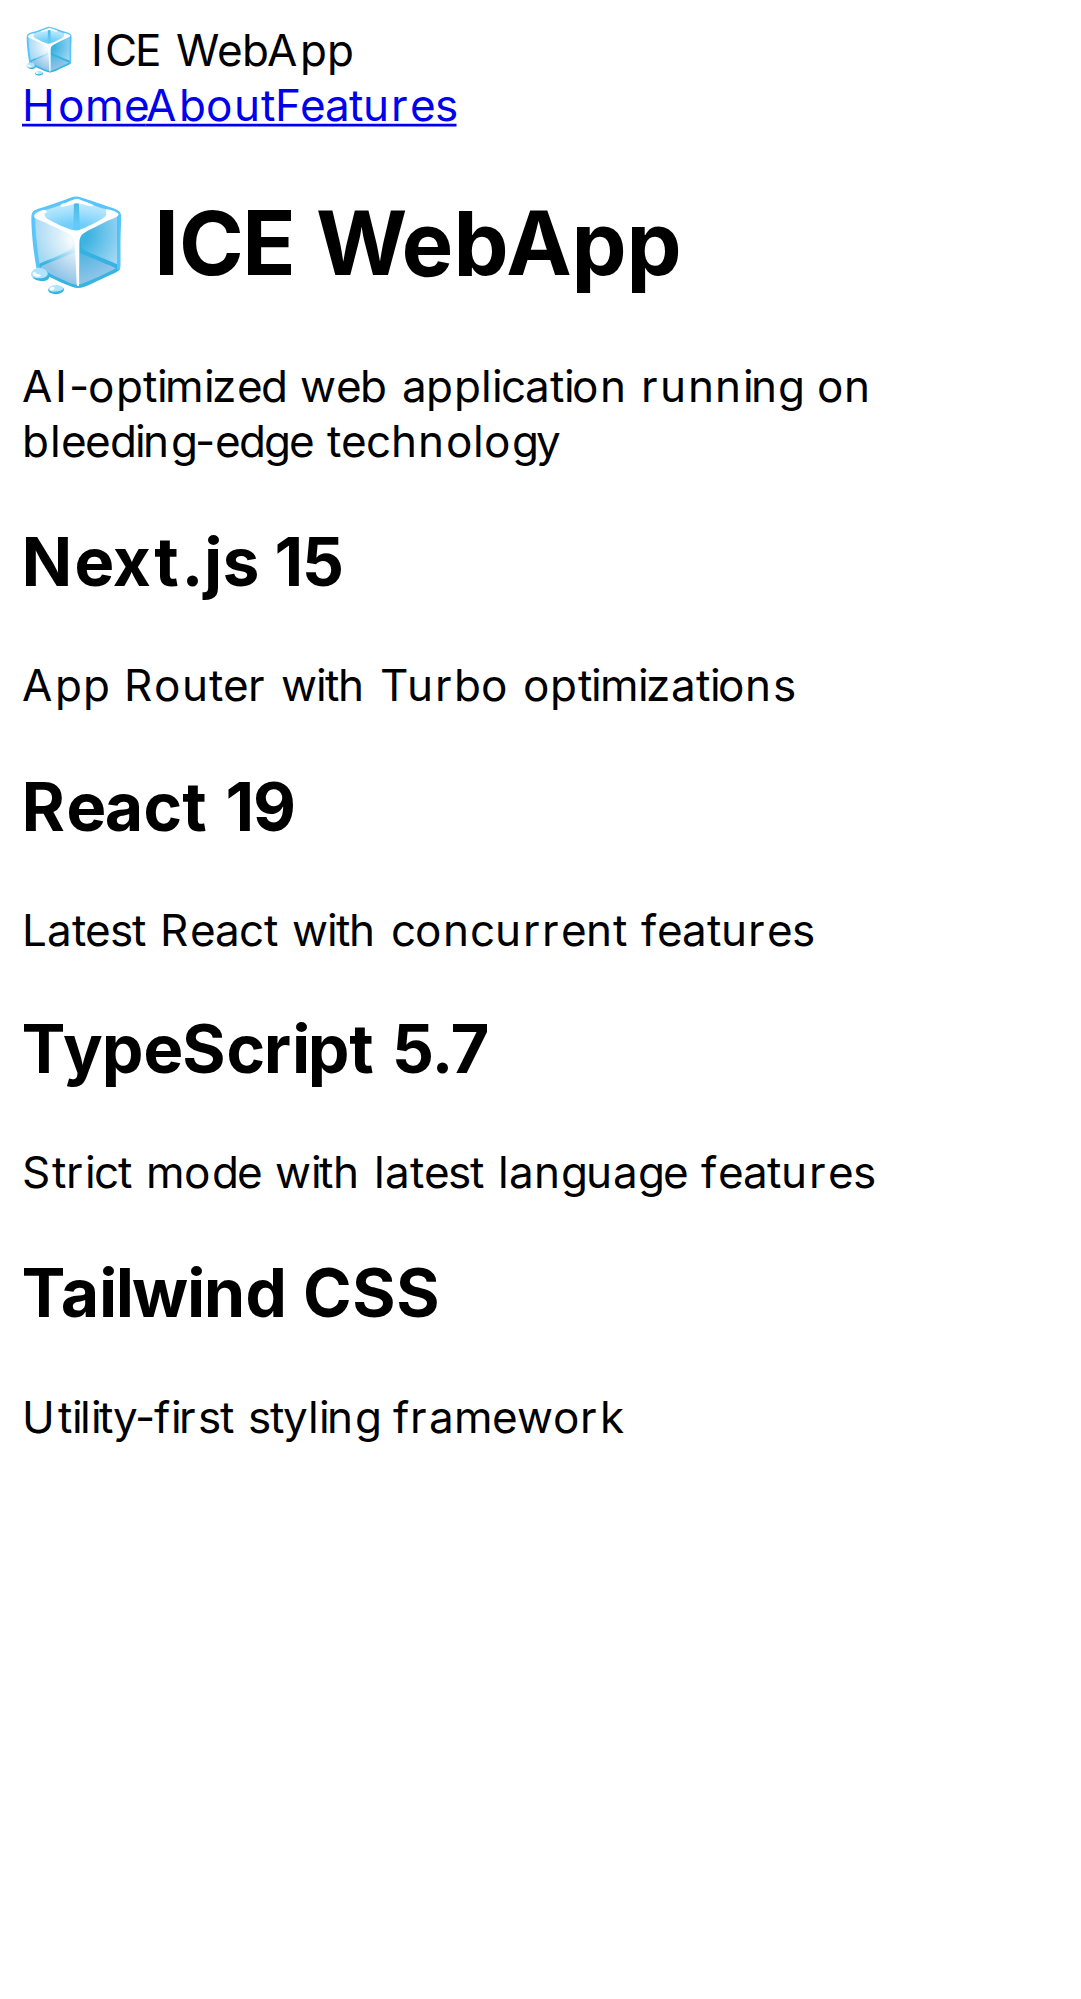 🧊 ICE WebApp
HomeAboutFeatures
🧊 ICE WebApp
AI-optimized web application running on
bleeding-edge technology
Next.js 15
App Router with Turbo optimizations
React 19
Latest React with concurrent features
TypeScript 5.7
Strict mode with latest language features
Tailwind CSS
Utility-first styling framework